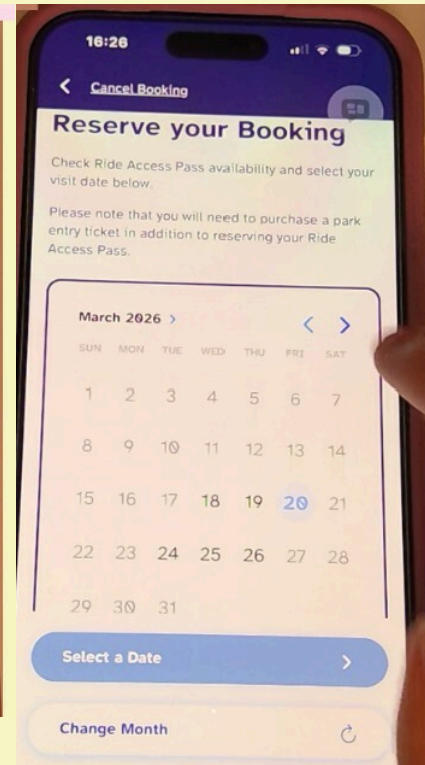 16:26
Cancel Booking
Reserve your Booking
Check Ride Access Pass availability and select your
visit date below.
Please note that you will need to purchase a park
entry ticket in addition to reserving your Ride
Access Pass.
March 2026
SUN MON TUE WED THU FRI SAT
1 2 3 4 5 6 7
8 9 10 11 12 13 14
15 16 17 18 19 20 21
22 23 24 25 26 27 28
29 30 31
Select a Date
Change Month